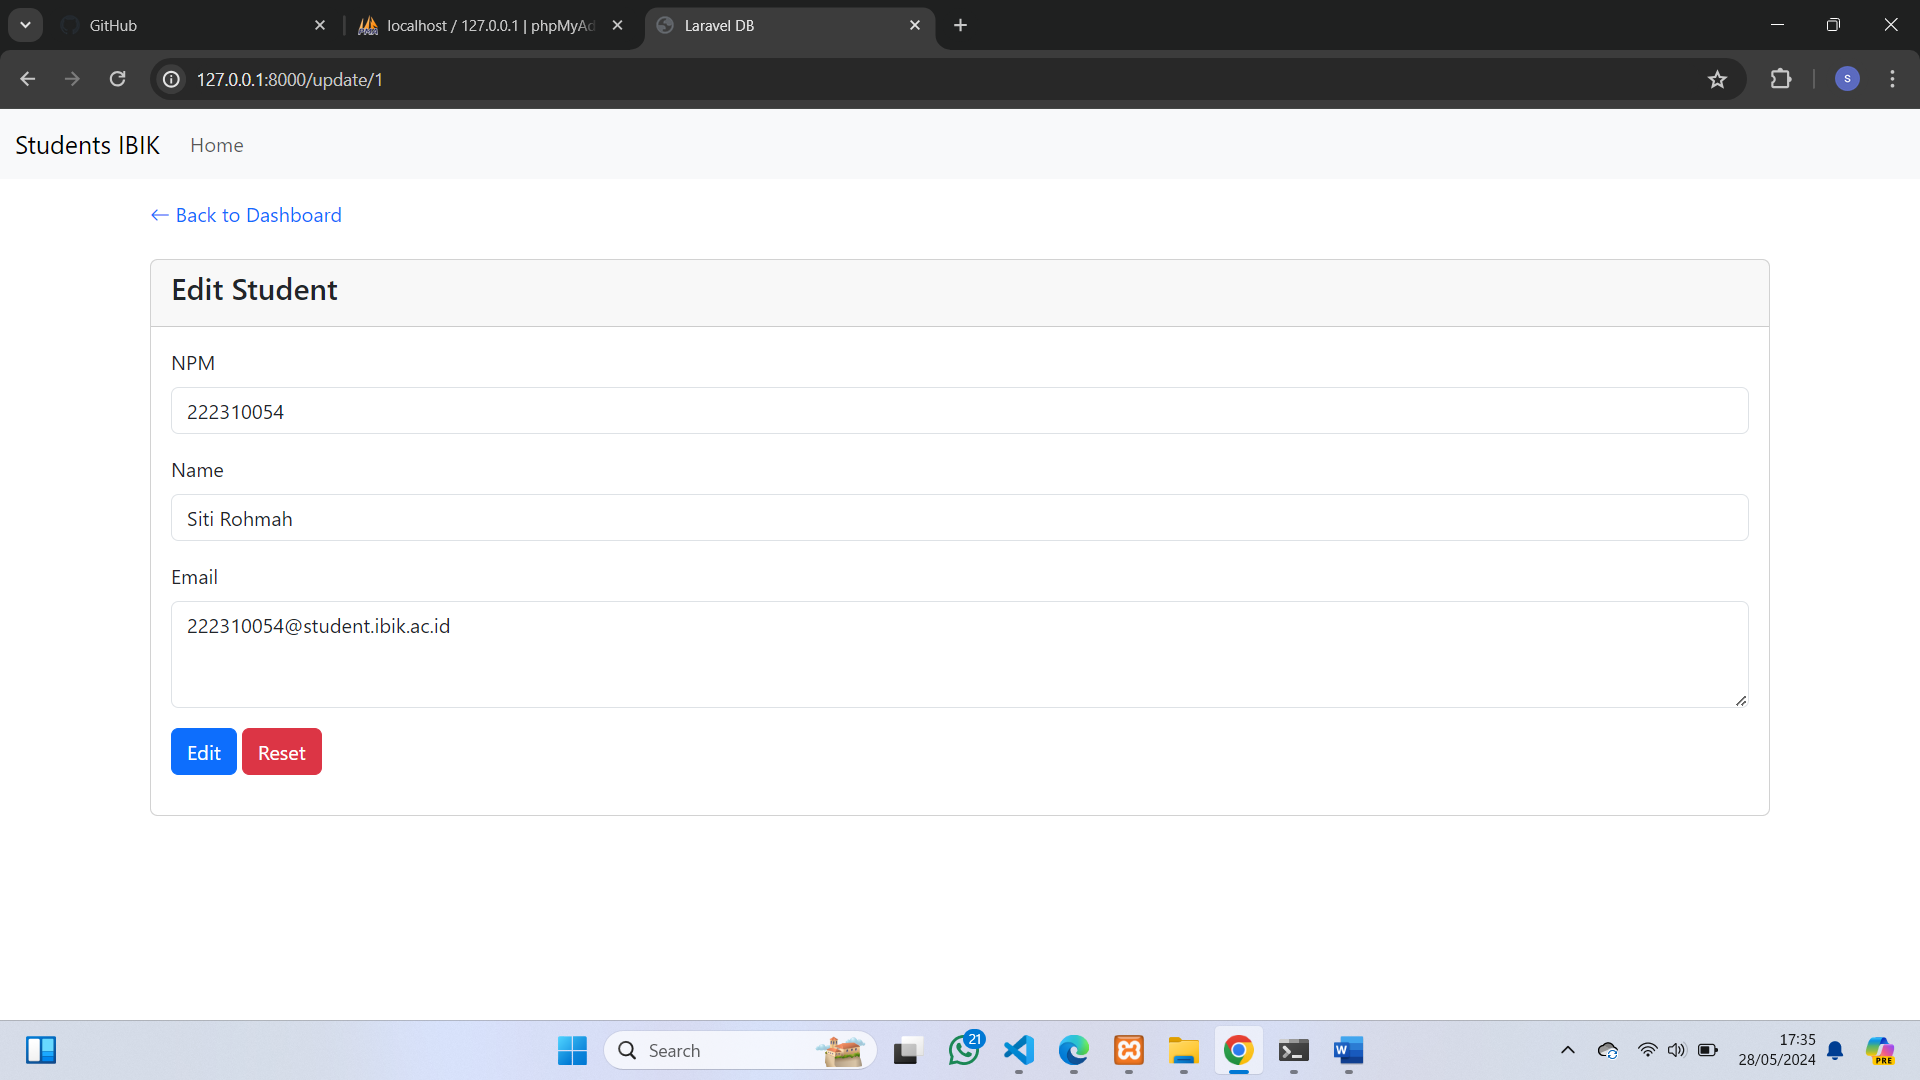 GitHub
localhost / 127.0.0.1 | phpMyAd
Laravel DB
127.0.0.1:8000/update/1
S
Students IBIK
Home
← Back to Dashboard
Edit Student
NPM
222310054
Name
Siti Rohmah
Email
222310054@student.ibik.ac.id
Edit
Reset
Search
21
W
17:35
28/05/2024
PRE